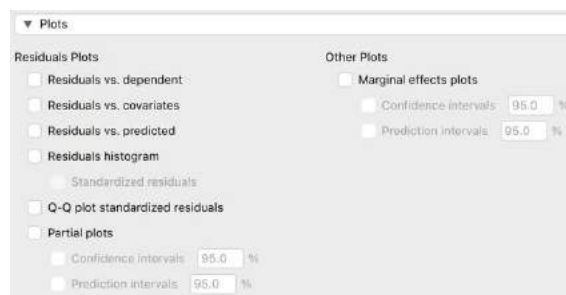 ▼ Plots
Residuals Plots
Residuals vs. dependent
Residuals vs. covariates
Residuals vs. predicted
Residuals histogram
Standardized residuals
Q-Q plot standardized residuals
Partial plots
Confidence intervals 95.0 %
Prediction intervals 95.0 %
Other Plots
Marginal effects plots
Confidence intervals 95.0 %
Prediction intervals 95.0 %